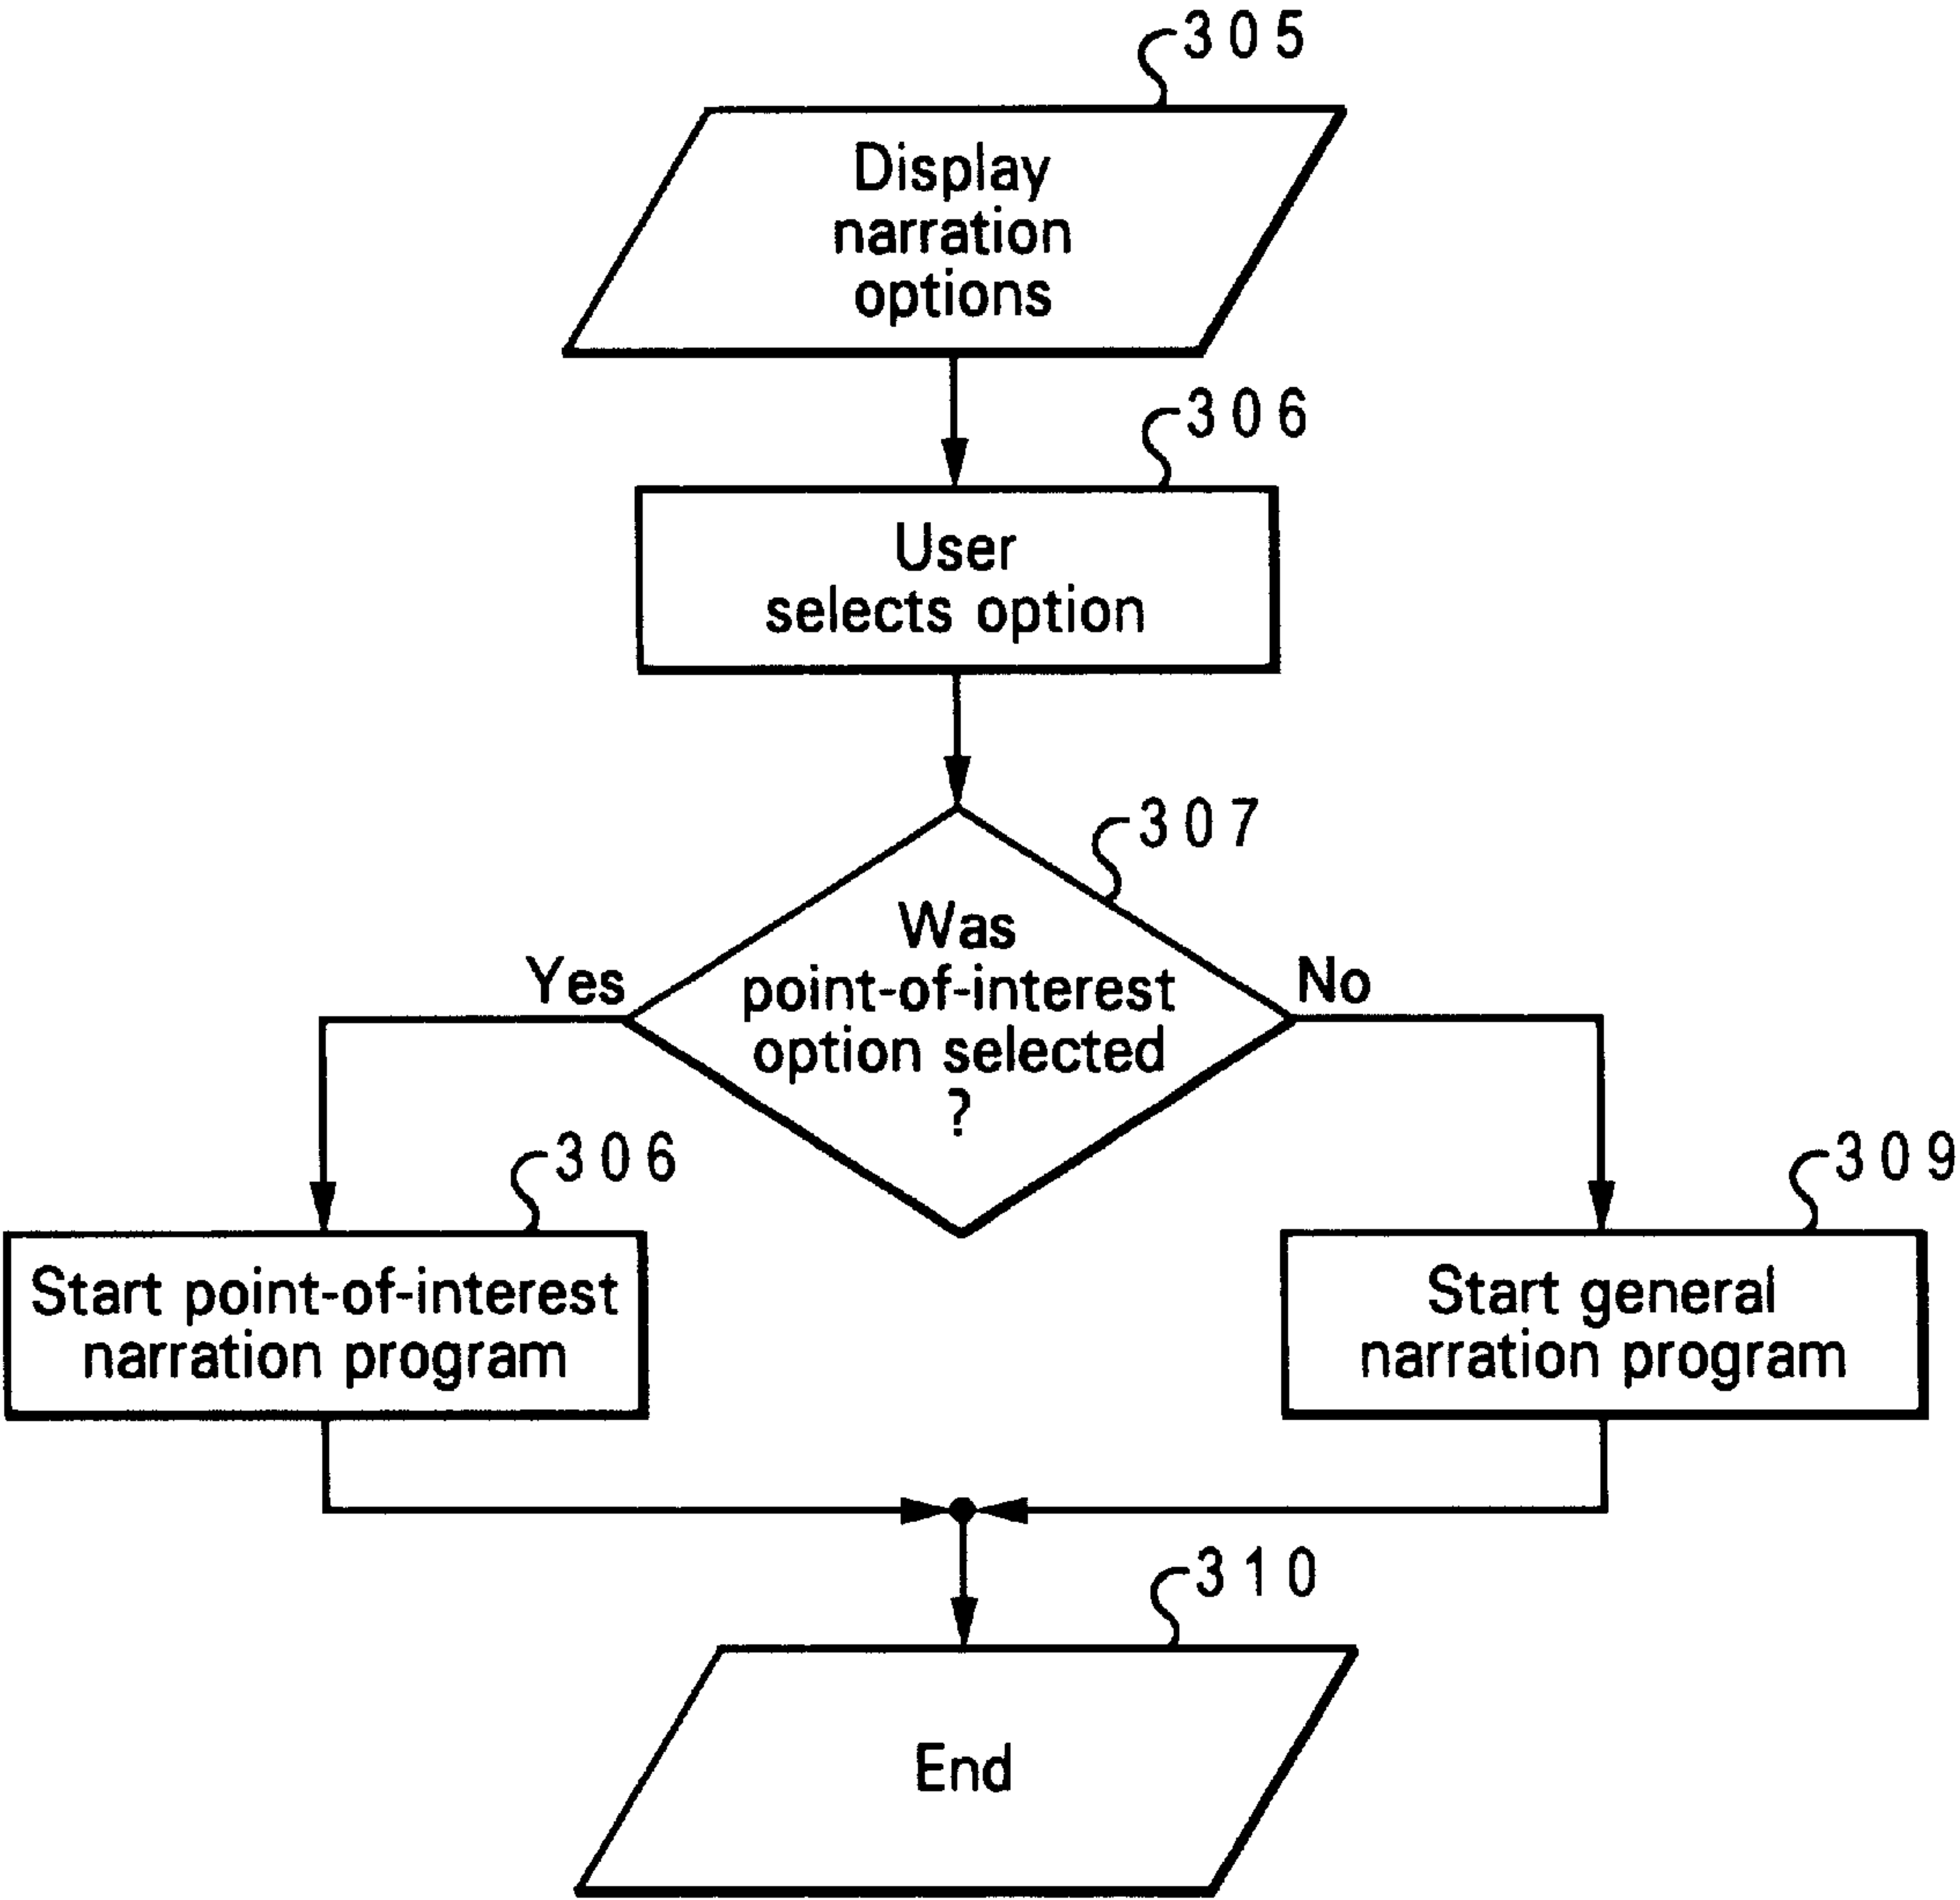 305
Display
narration
options
306
User
selects option
307
Was
point-of-interest
option selected
?
Yes
No
306
Start point-of-interest
narration program
309
Start general
narration program
310
End